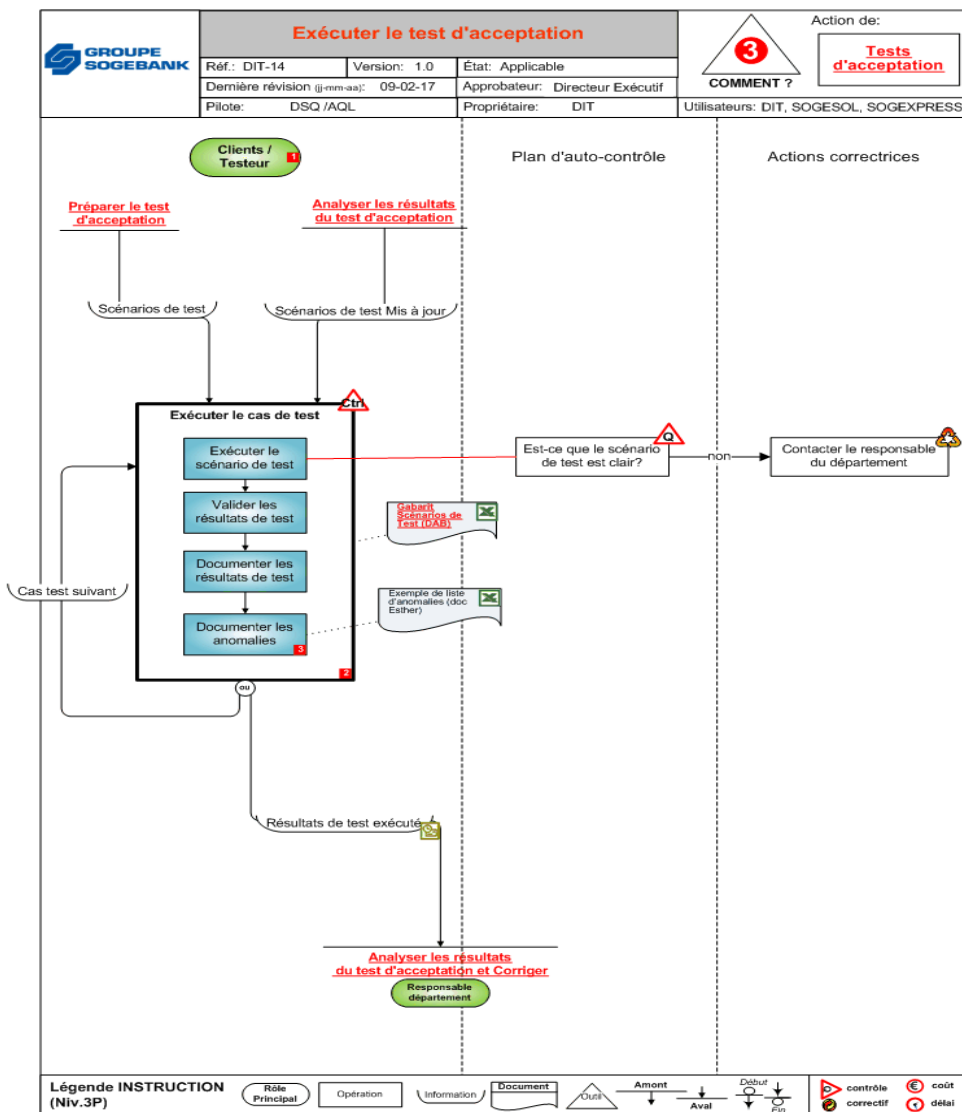 GROUPE
SOGEBANK
Exécuter le test d'acceptation
Réf.: DIT-14
Version: 1.0
État: Applicable
Dernière révision (jj-mm-aa): 09-02-17
Approbateur: Directeur Exécutif
Pilote: DSQ /AQL
Propriétaire: DIT
3
COMMENT ?
Action de:
Tests
d'acceptation
Utilisateurs: DIT, SOGESOL, SOGEXPRESS
Clients /
Testeur
1
Plan d'auto-contrôle
Actions correctrices
Préparer le test
d'acceptation
Analyser les résultats
du test d'acceptation
Scénarios de test
Scénarios de test Mis à jour
Ctrl
Exécuter le cas de test
Exécuter le
scénario de test
Q
Est-ce que le scénario
de test est clair?
non
Contacter le responsable
du département
Valider les
résultats de test
Gabarit
Scénarios de
Test (DAB)
Documenter les
résultats de test
Cas test suivant
Exemple de liste
d'anomalies (doc
Esther)
Documenter les
anomalies
3
2
ou
Résultats de test exécuté
Analyser les résultats
du test d'acceptation et Corriger
Responsable
département
Légende INSTRUCTION
(Niv.3P)
Rôle
Principal
Opération
Information
Document
Outil
Amont
Aval
Début
Fin
contrôle
correctif
€
coût
délai